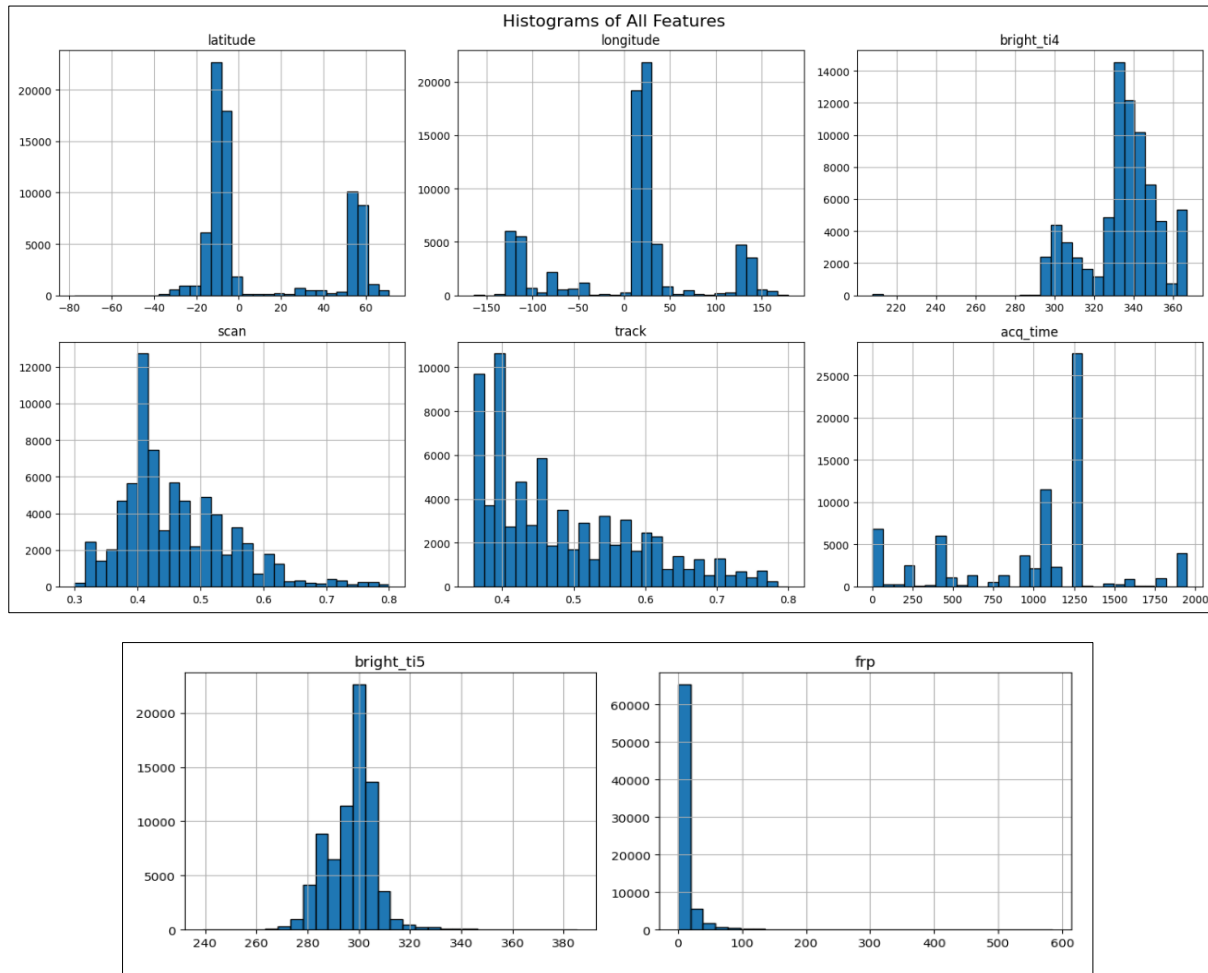 Histograms of All Features
latitude
20000
15000
10000
5000
0
-80 -60 -40 -20 0 20 40 60
longitude
20000
15000
10000
5000
0
-150 -100 -50 0 50 100 150
bright_ti4
14000
12000
10000
8000
6000
4000
2000
0
220 240 260 280 300 320 340 360
scan
12000
10000
8000
6000
4000
2000
0
0.3 0.4 0.5 0.6 0.7 0.8
track
10000
8000
6000
4000
2000
0
0.4 0.5 0.6 0.7 0.8
acq_time
25000
20000
15000
10000
5000
0
0 250 500 750 1000 1250 1500 1750 2000
bright_ti5
20000
15000
10000
5000
0
240 260 280 300 320 340 360 380
frp
60000
50000
40000
30000
20000
10000
0
0 100 200 300 400 500 600